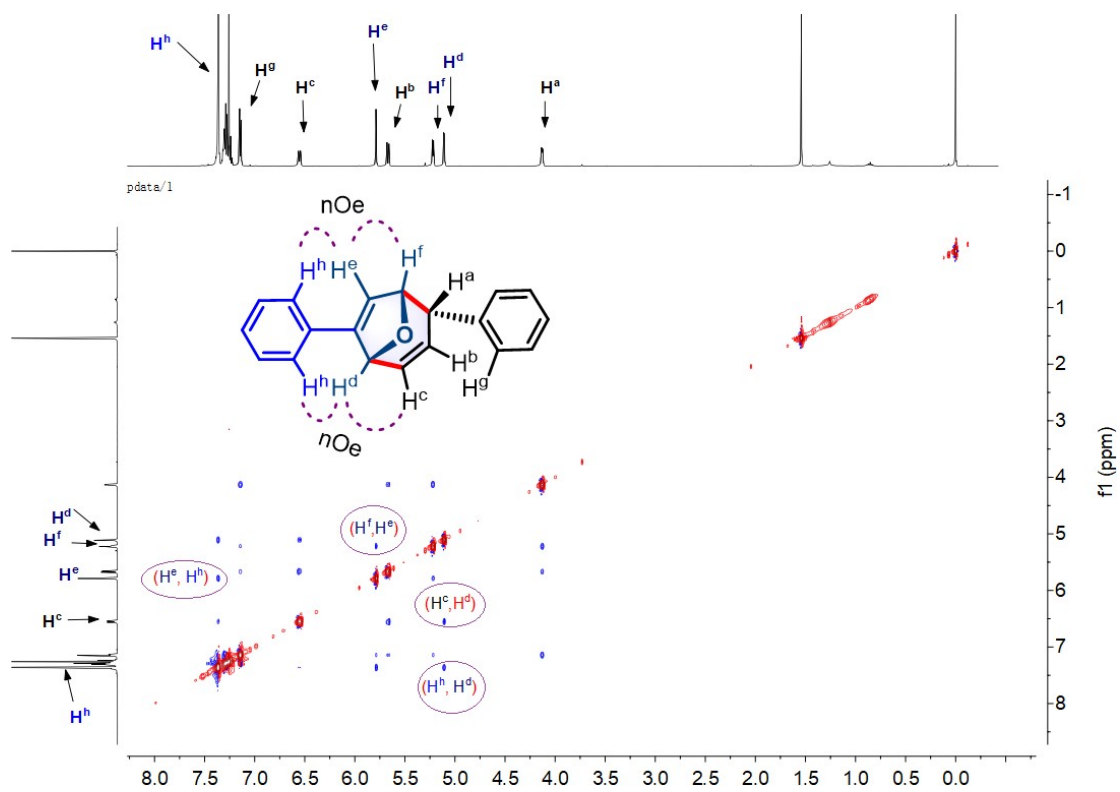 Hʰ
Hᵍ
Hᶜ
Hᵉ
Hᵇ
Hᶠ
Hᵈ
Hᵃ
pdata/1
nOe
Hʰ
Hᵉ
Hᶠ
Hᵃ
O
Hᵇ
Hʰ
Hᵈ
Hᶜ
Hᵍ
nOe
Hᵈ
Hᶠ
Hᵉ
Hᶜ
Hʰ
(Hᶠ,Hᵉ)
(Hᵉ, Hʰ)
(Hᶜ,Hᵈ)
(Hʰ, Hᵈ)
-1
0
1
2
3
4
5
6
7
8
f1 (ppm)
8.0 7.5 7.0 6.5 6.0 5.5 5.0 4.5 4.0 3.5 3.0 2.5 2.0 1.5 1.0 0.5 0.0